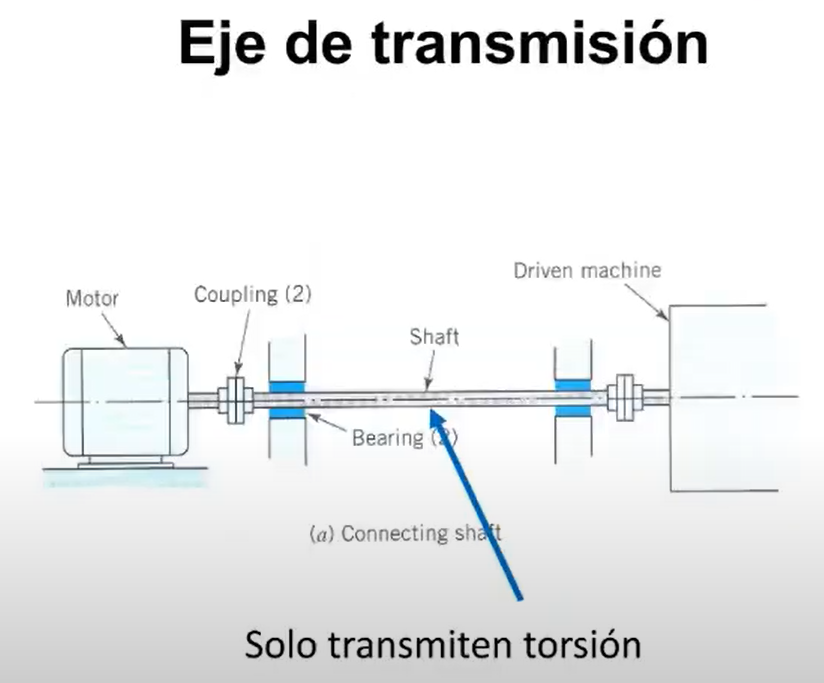 Eje de transmisión
Driven machine
Motor
Coupling (2)
Shaft
Bearing (2)
(a) Connecting shaft
Solo transmiten torsión